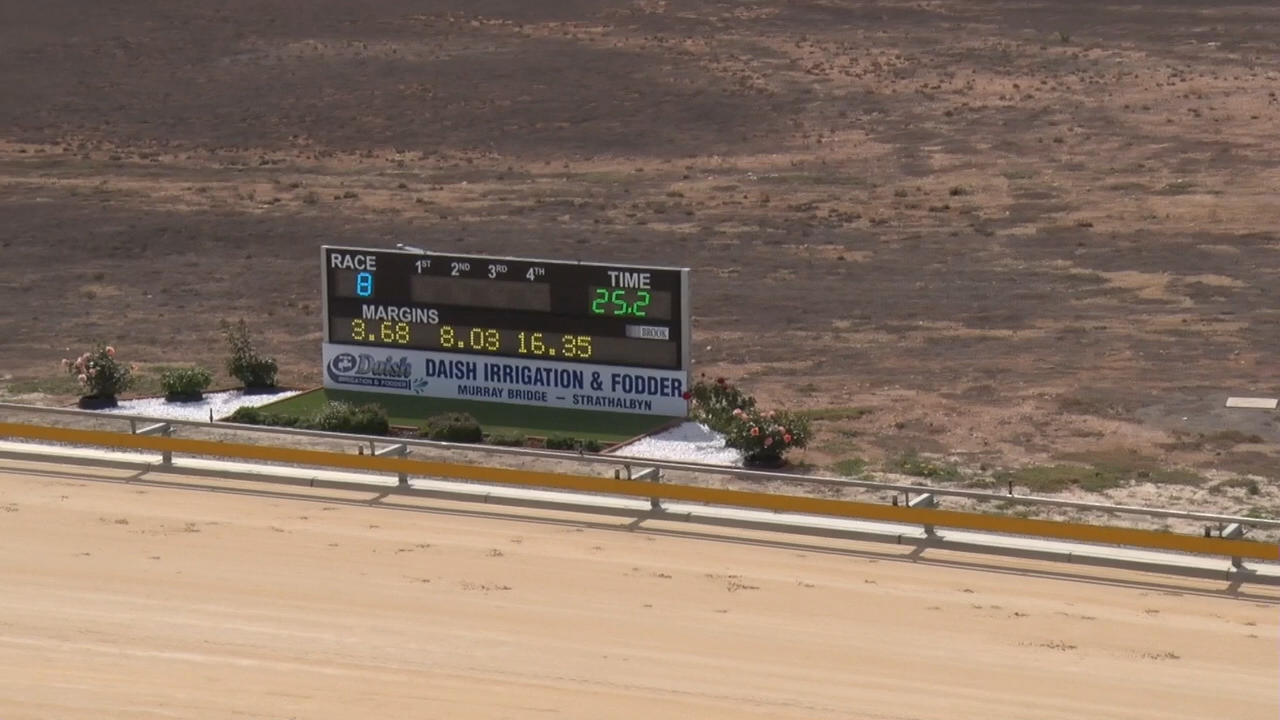 RACE 1ST 2ND 3RD 4TH TIME
8 25.2
MARGINS
BROOK
3.68 8.03 16.35
Daish
IRRIGATION & FODDER
DAISH IRRIGATION & FODDER
MURRAY BRIDGE – STRATHALBYN